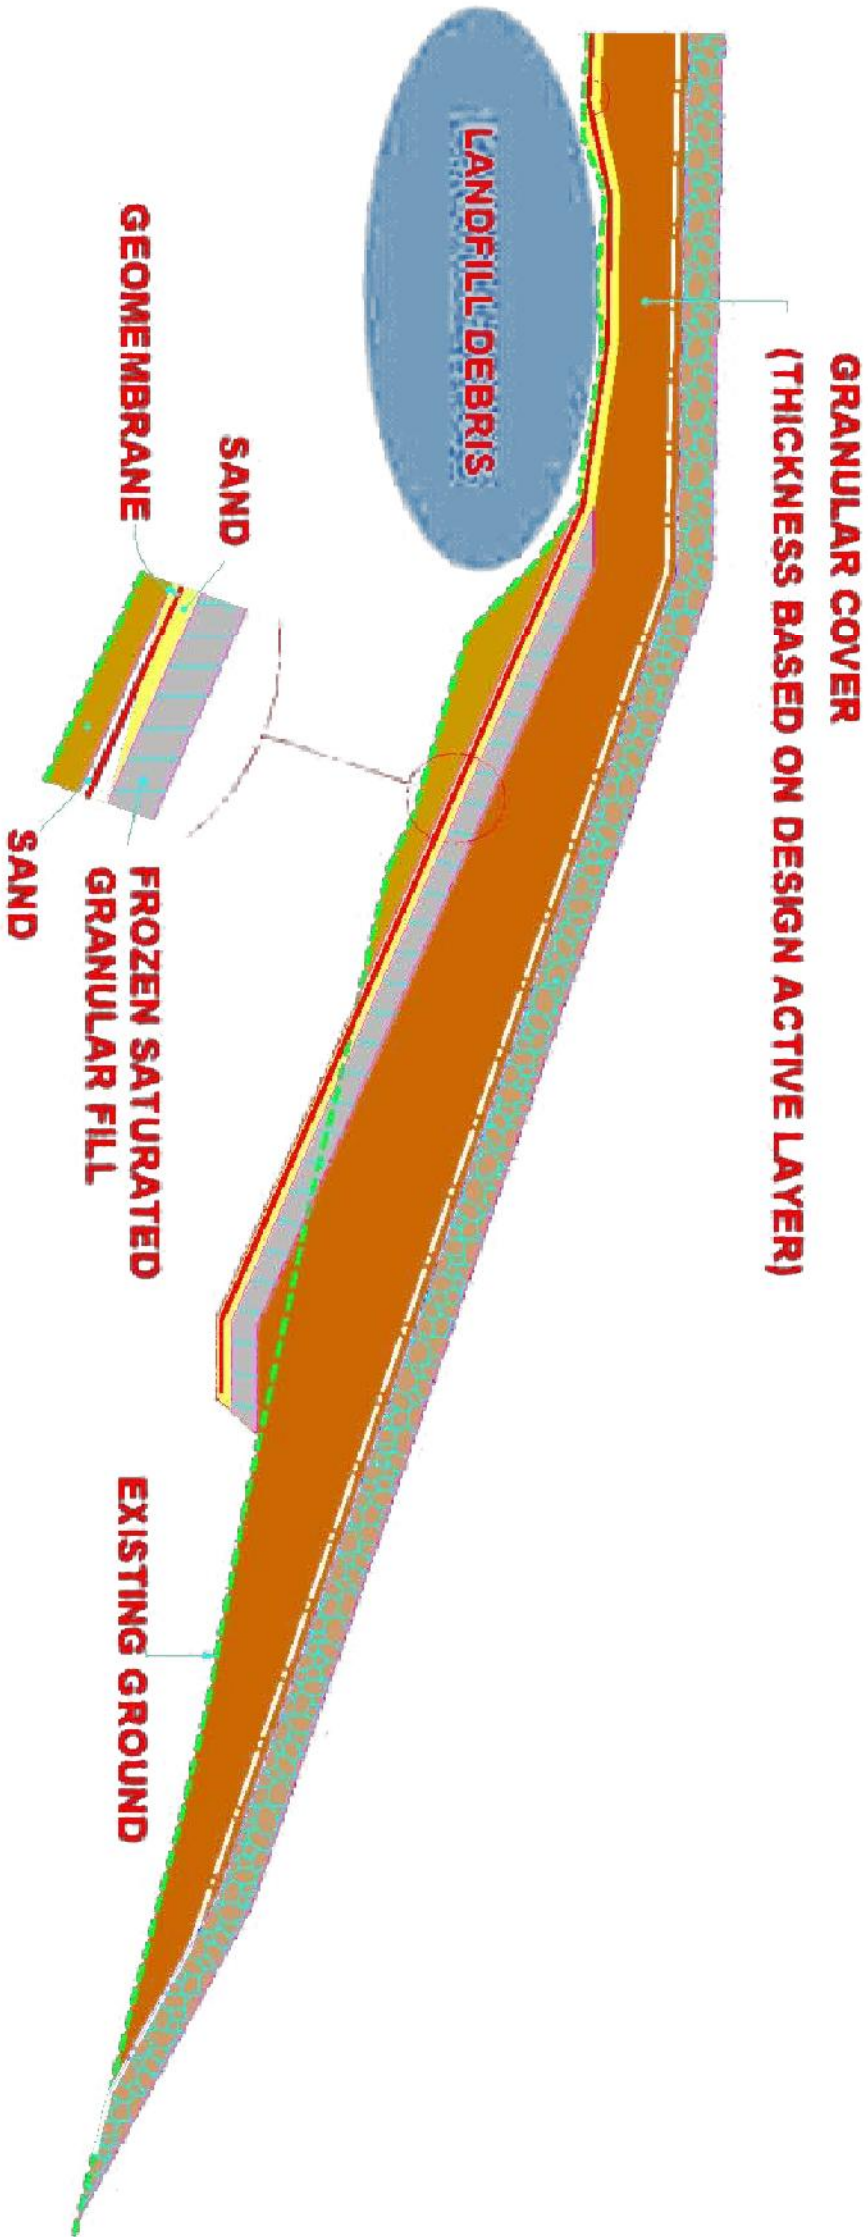 GRANULAR COVER
(THICKNESS BASED ON DESIGN ACTIVE LAYER)
LANDFILL DEBRIS
SAND
GEOMEMBRANE
FROZEN SATURATED
GRANULAR FILL
SAND
EXISTING GROUND